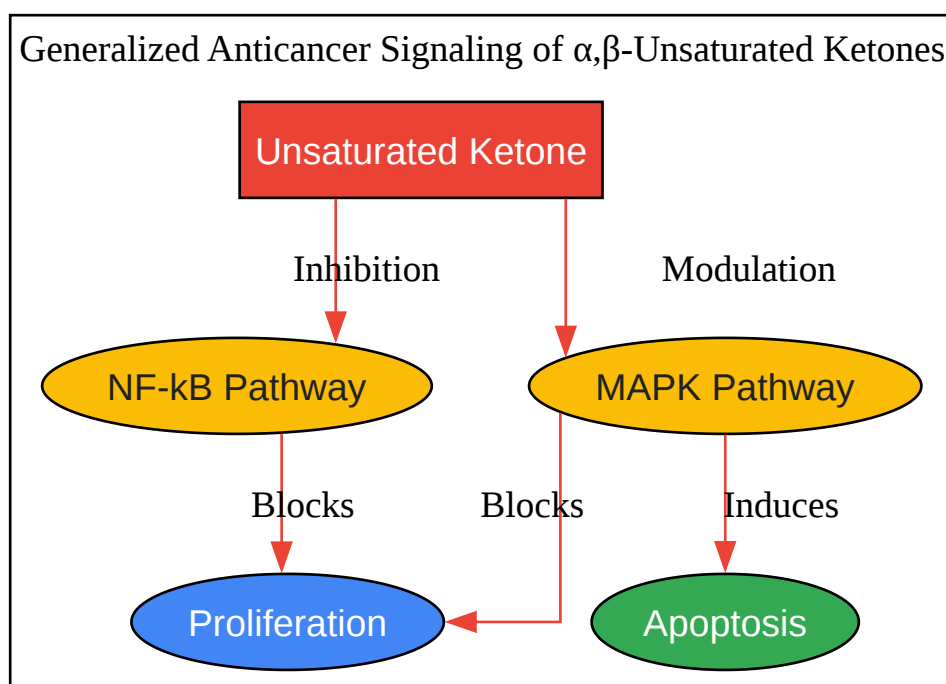 Generalized Anticancer Signaling of α,β-Unsaturated Ketones
Unsaturated Ketone
Inhibition
Modulation
NF-kB Pathway
MAPK Pathway
Blocks
Blocks
Induces
Proliferation
Apoptosis